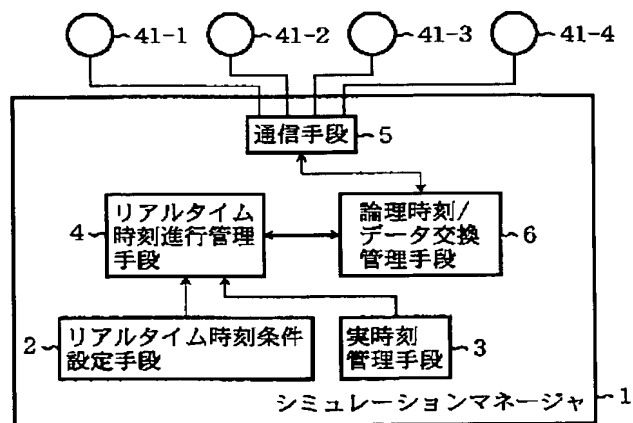 41-1
41-2
41-3
41-4
通信手段
5
リアルタイム
時刻進行管理
手段
4
論理時刻/
データ交換
管理手段
6
リアルタイム時刻条件
設定手段
2
実時刻
管理手段
3
シミュレーションマネージャ
1